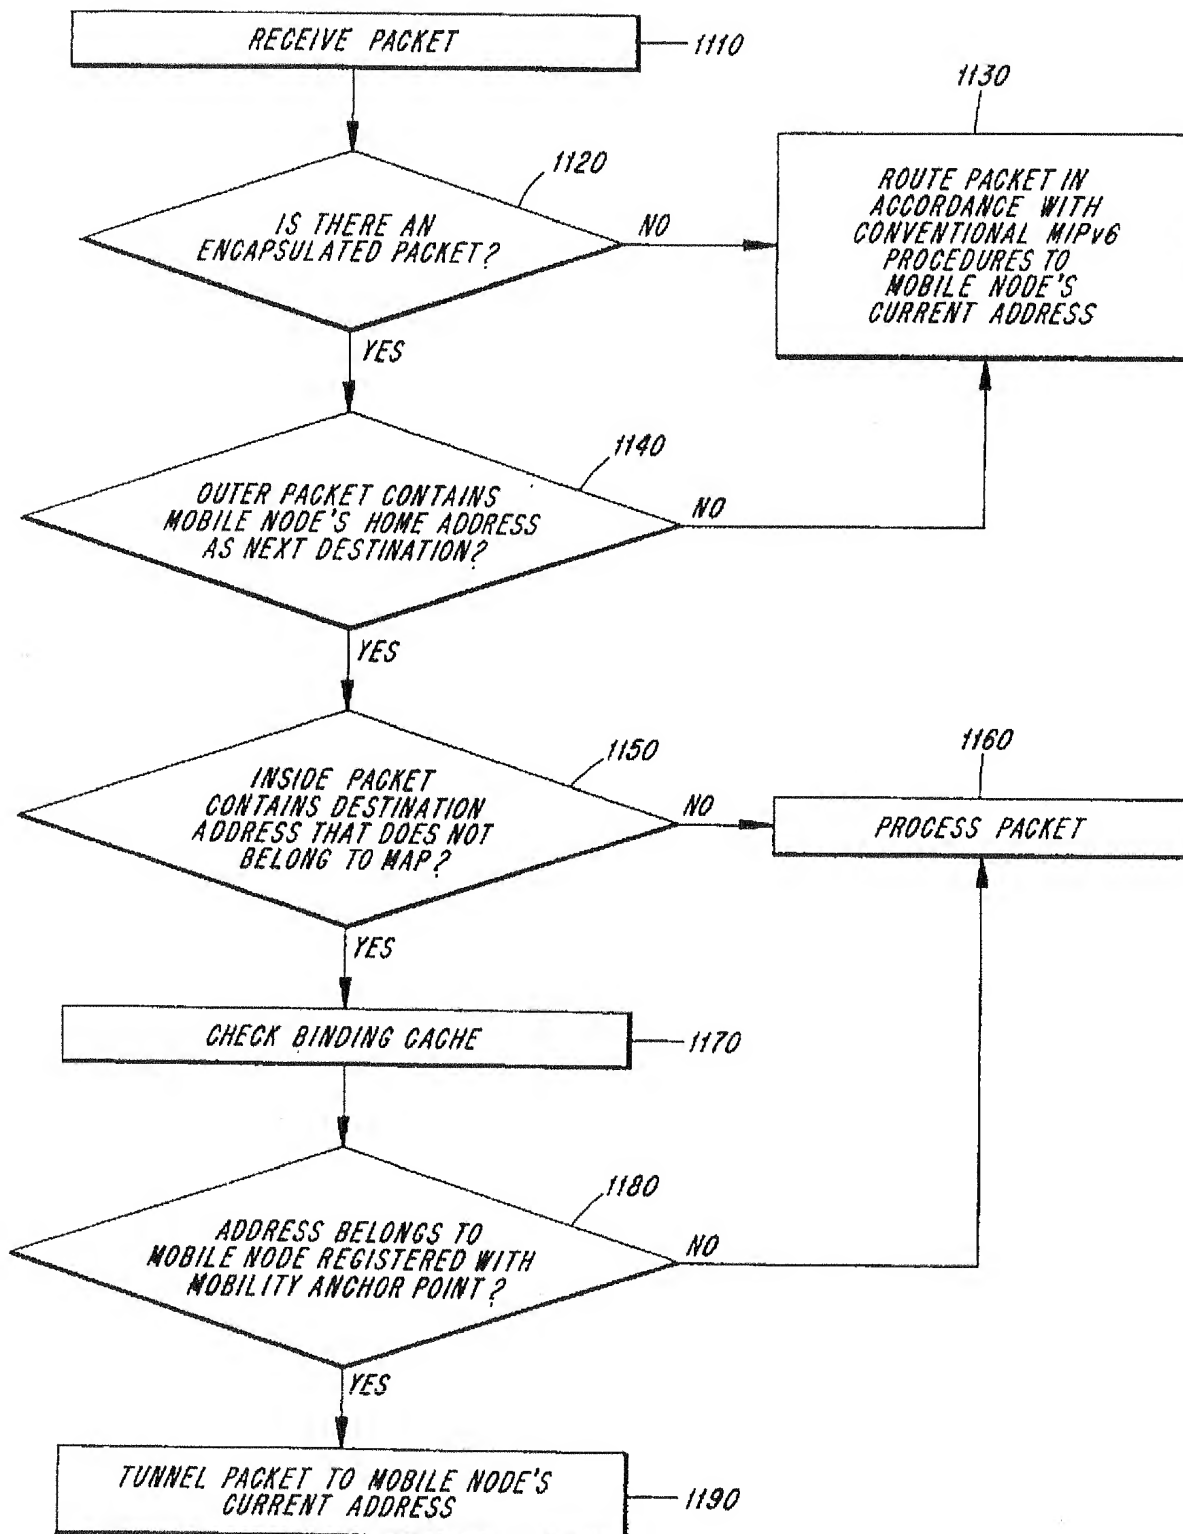 RECEIVE PACKET
1110
1130
1120
IS THERE AN
ENCAPSULATED PACKET?
NO
ROUTE PACKET IN
ACCORDANCE WITH
CONVENTIONAL MIPv6
PROCEDURES TO
MOBILE NODE'S
CURRENT ADDRESS
YES
1140
OUTER PACKET CONTAINS
MOBILE NODE'S HOME ADDRESS
AS NEXT DESTINATION?
NO
YES
1150
INSIDE PACKET
CONTAINS DESTINATION
ADDRESS THAT DOES NOT
BELONG TO MAP?
NO
1160
PROCESS PACKET
YES
CHECK BINDING CACHE
1170
1180
ADDRESS BELONGS TO
MOBILE NODE REGISTERED WITH
MOBILITY ANCHOR POINT?
NO
YES
TUNNEL PACKET TO MOBILE NODE'S
CURRENT ADDRESS
1190